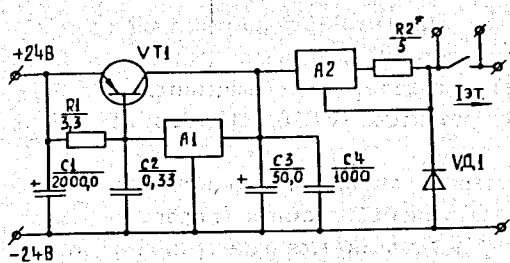 +24В
VT1
R1
3,3
A1
A2
R2*
5
Iэт.
C1
+ 2000,0
C2
0,33
C3
+ 50,0
C4
1000
VД1
-24В